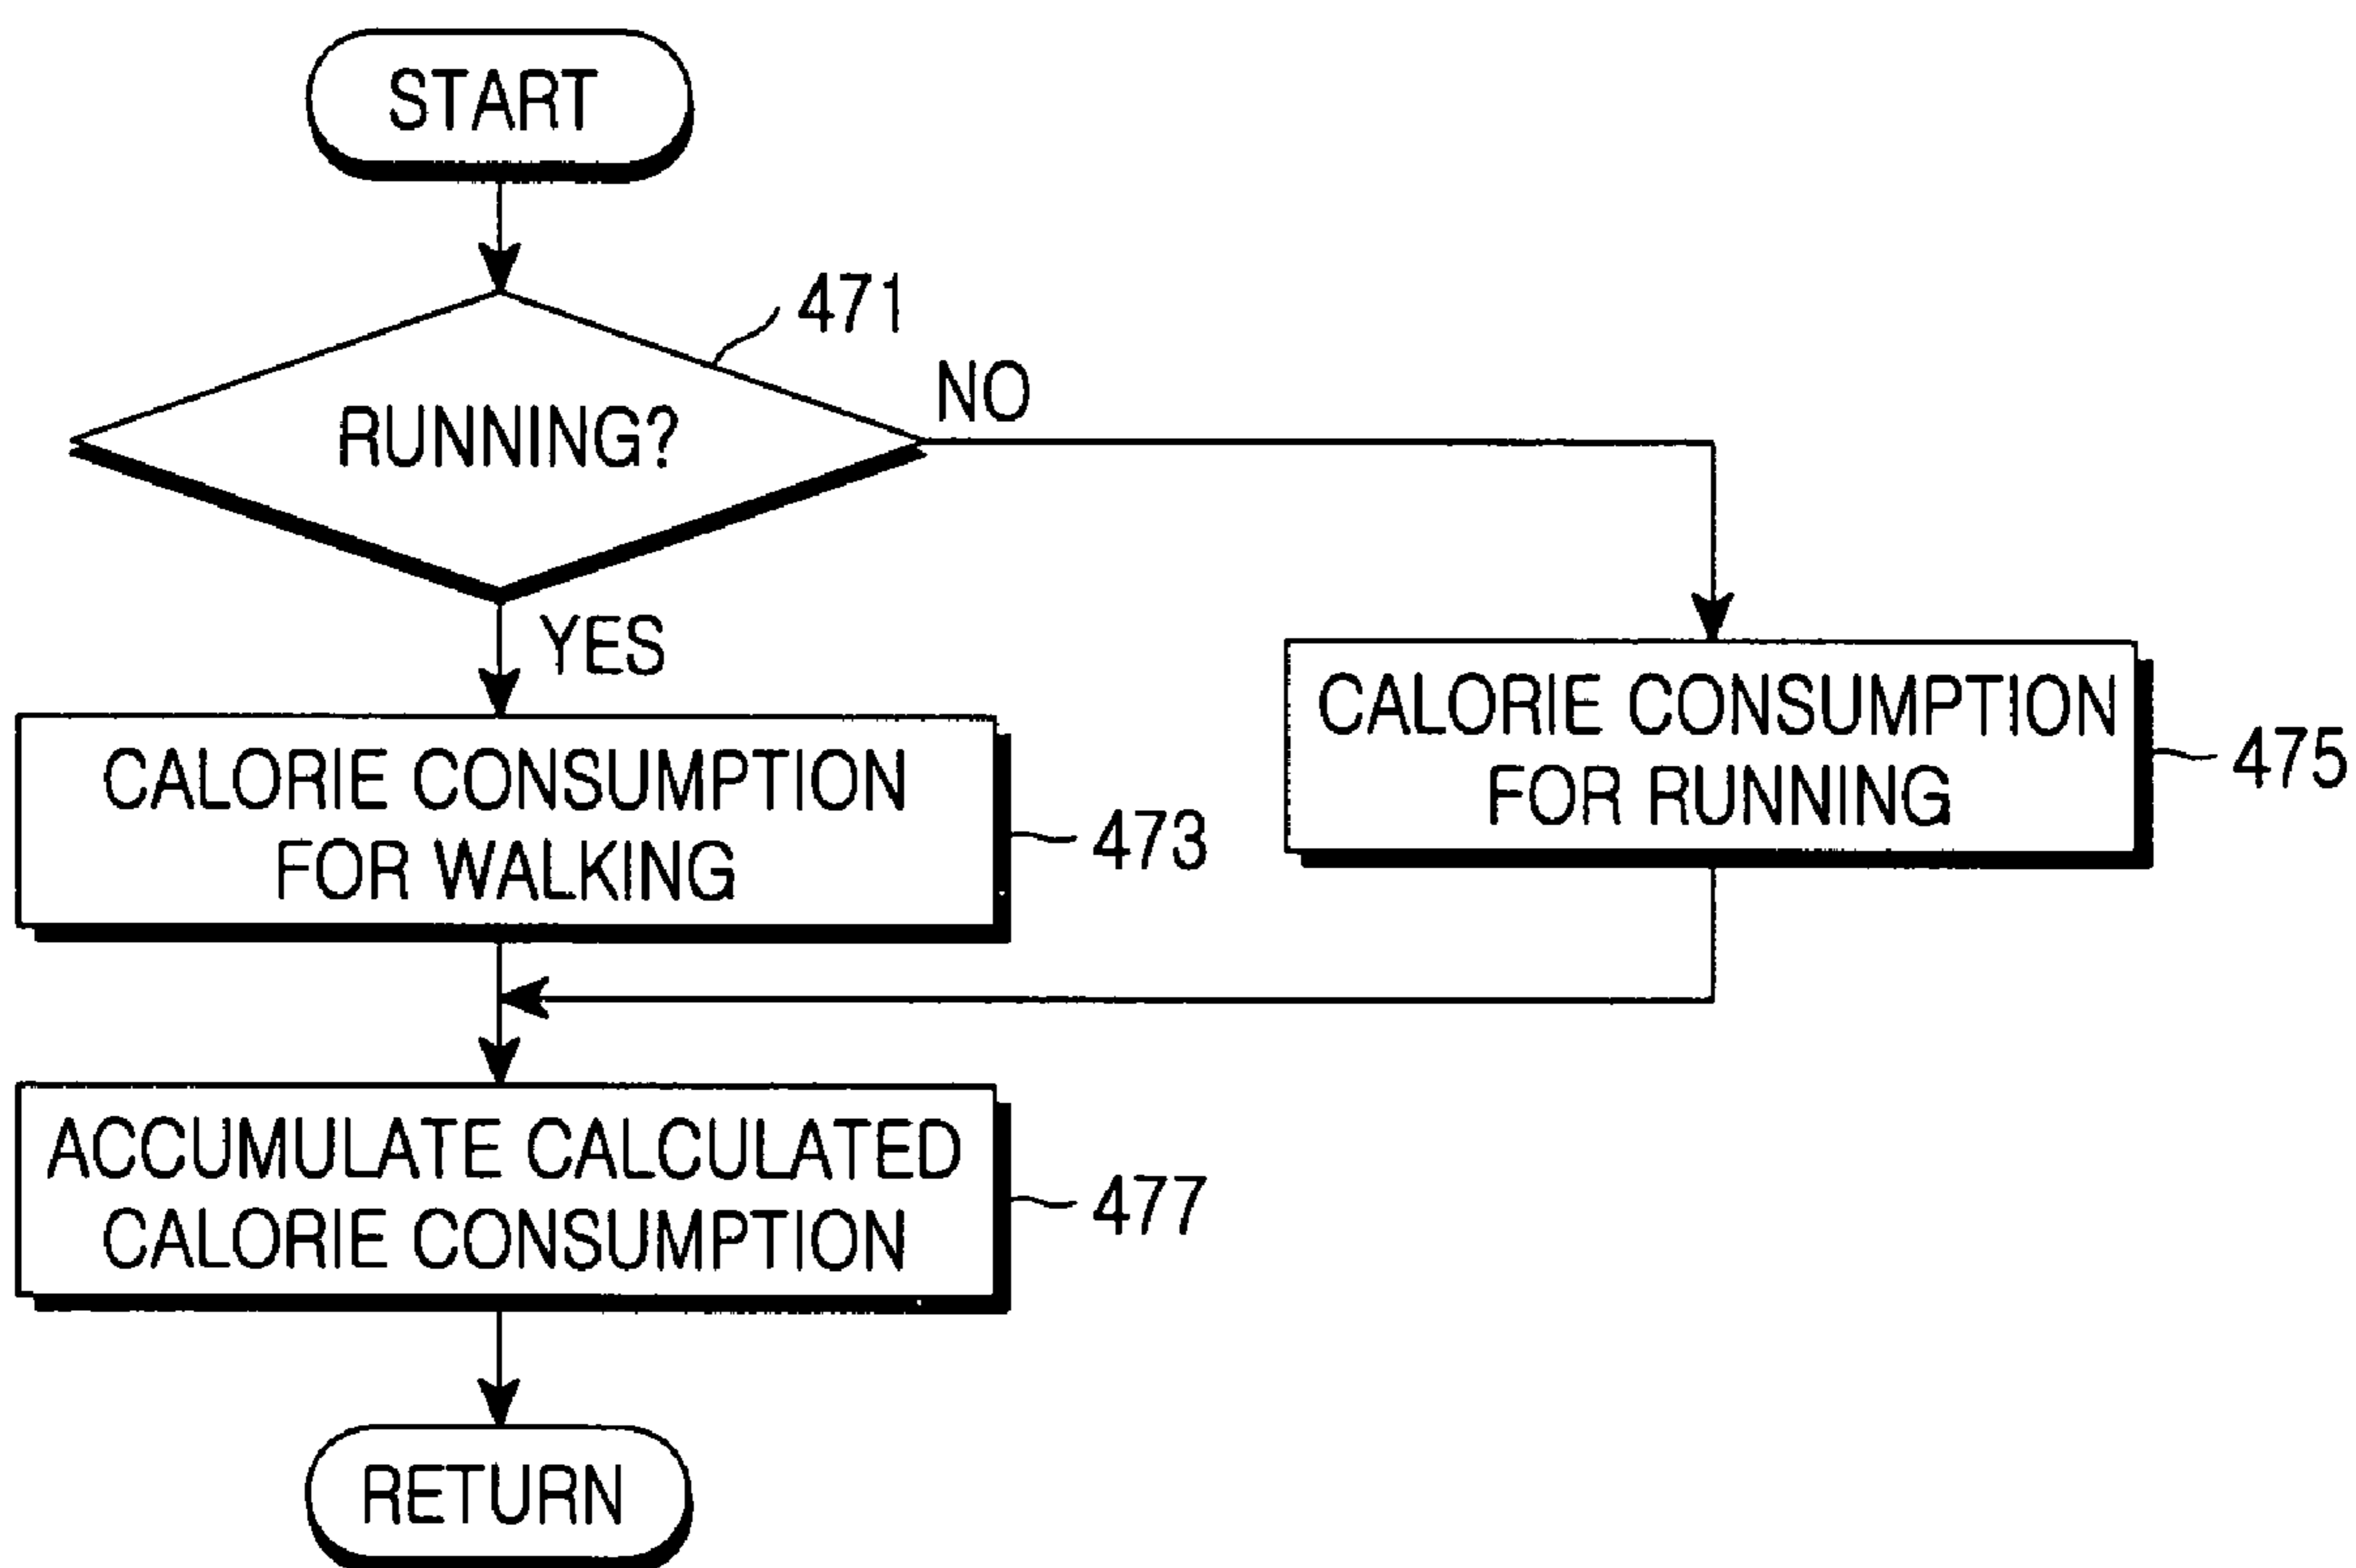 START
471
RUNNING?
NO
YES
CALORIE CONSUMPTION
FOR RUNNING
475
CALORIE CONSUMPTION
FOR WALKING
473
ACCUMULATE CALCULATED
CALORIE CONSUMPTION
477
RETURN